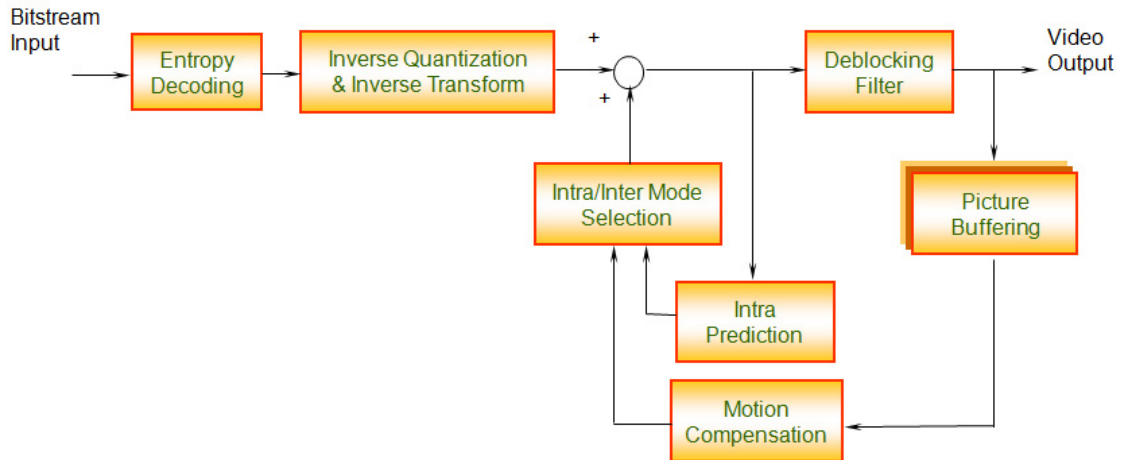 Bitstream
Input
Entropy
Decoding
Inverse Quantization
& Inverse Transform
+
+
Deblocking
Filter
Video
Output
Intra/Inter Mode
Selection
Picture
Buffering
Intra
Prediction
Motion
Compensation